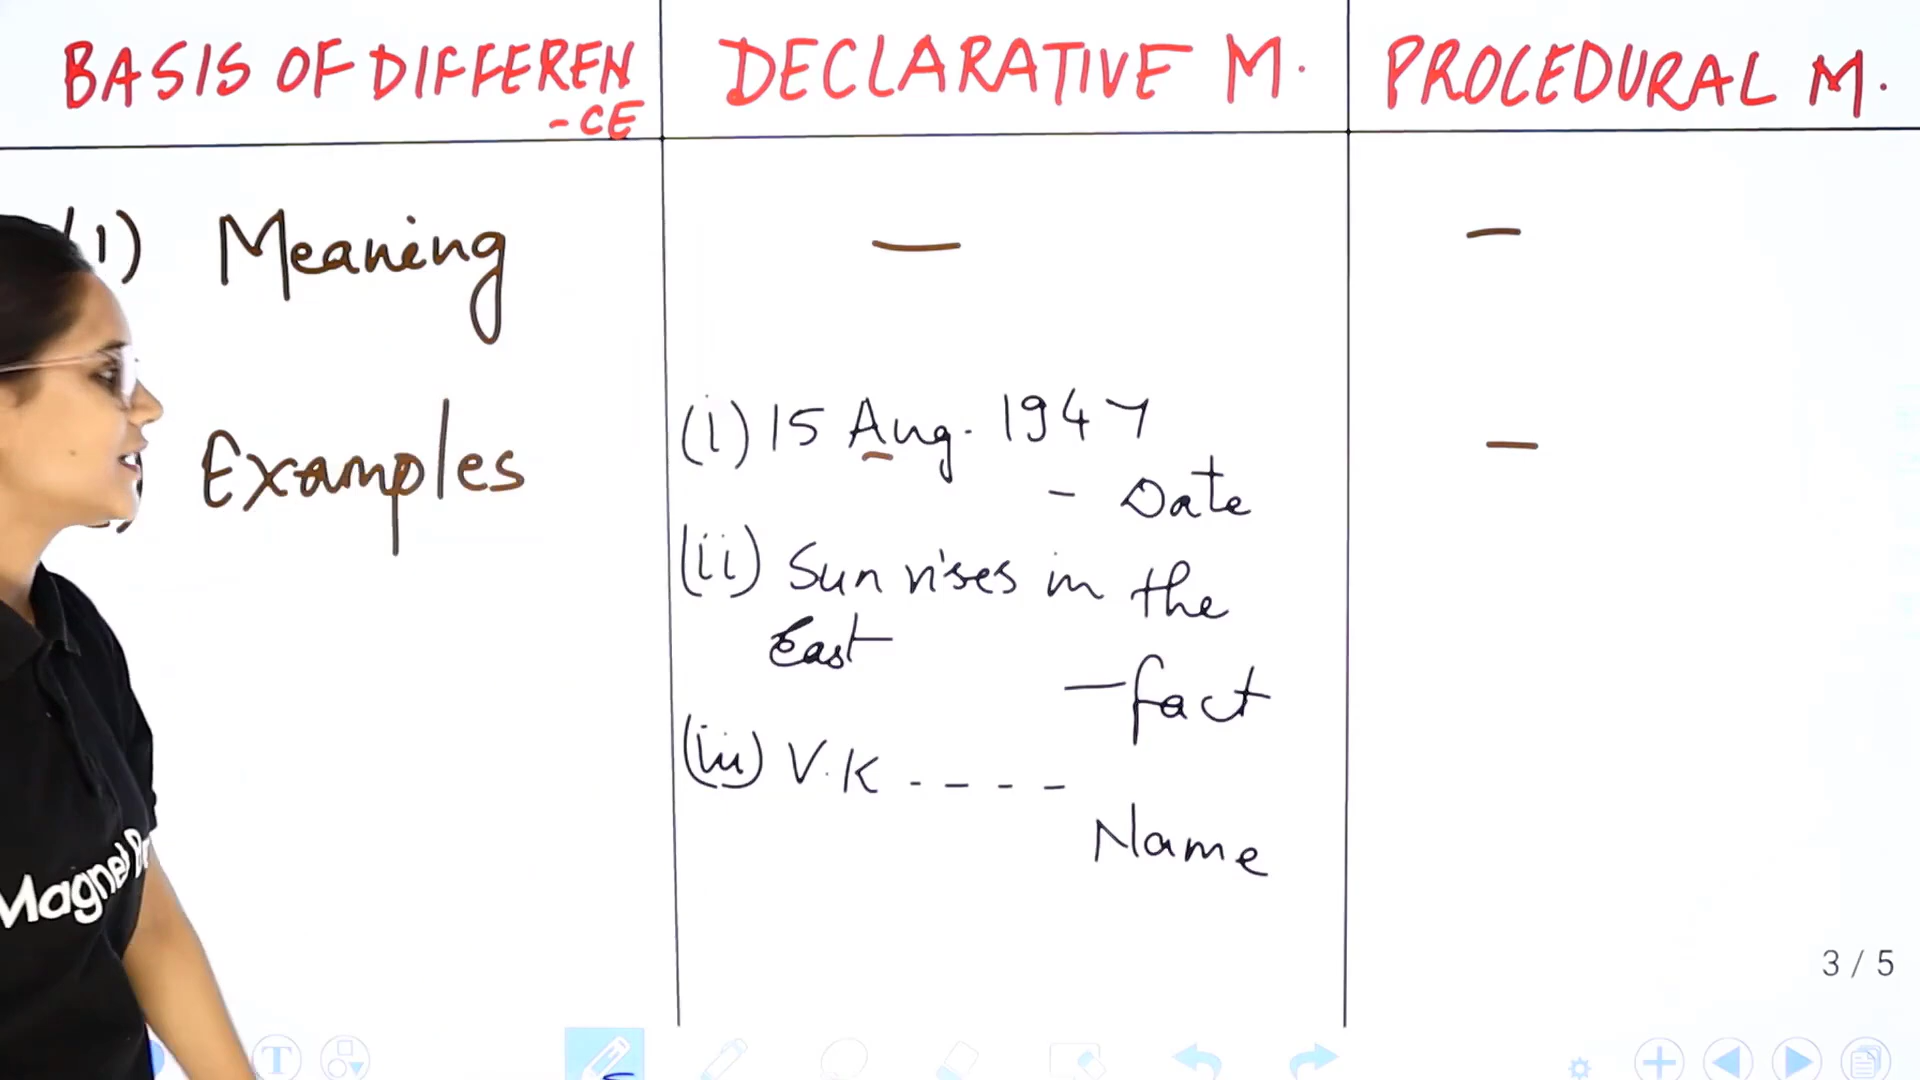 BASIS OF DIFFEREN
-CE
DECLARATIVE M.
PROCEDURAL M.
(1) Meaning
—
—
Examples
(i) 15 Aug. 1947
- Date
(ii) Sun rises in the
East
- fact
(iii) V.K - - - -
Name
—
Magnet
3 / 5
T